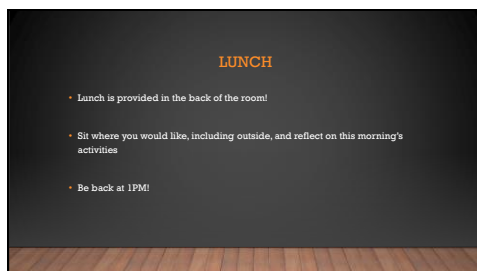 LUNCH
• Lunch is provided in the back of the room!
• Sit where you would like, including outside, and reflect on this morning's
activities
• Be back at 1PM!